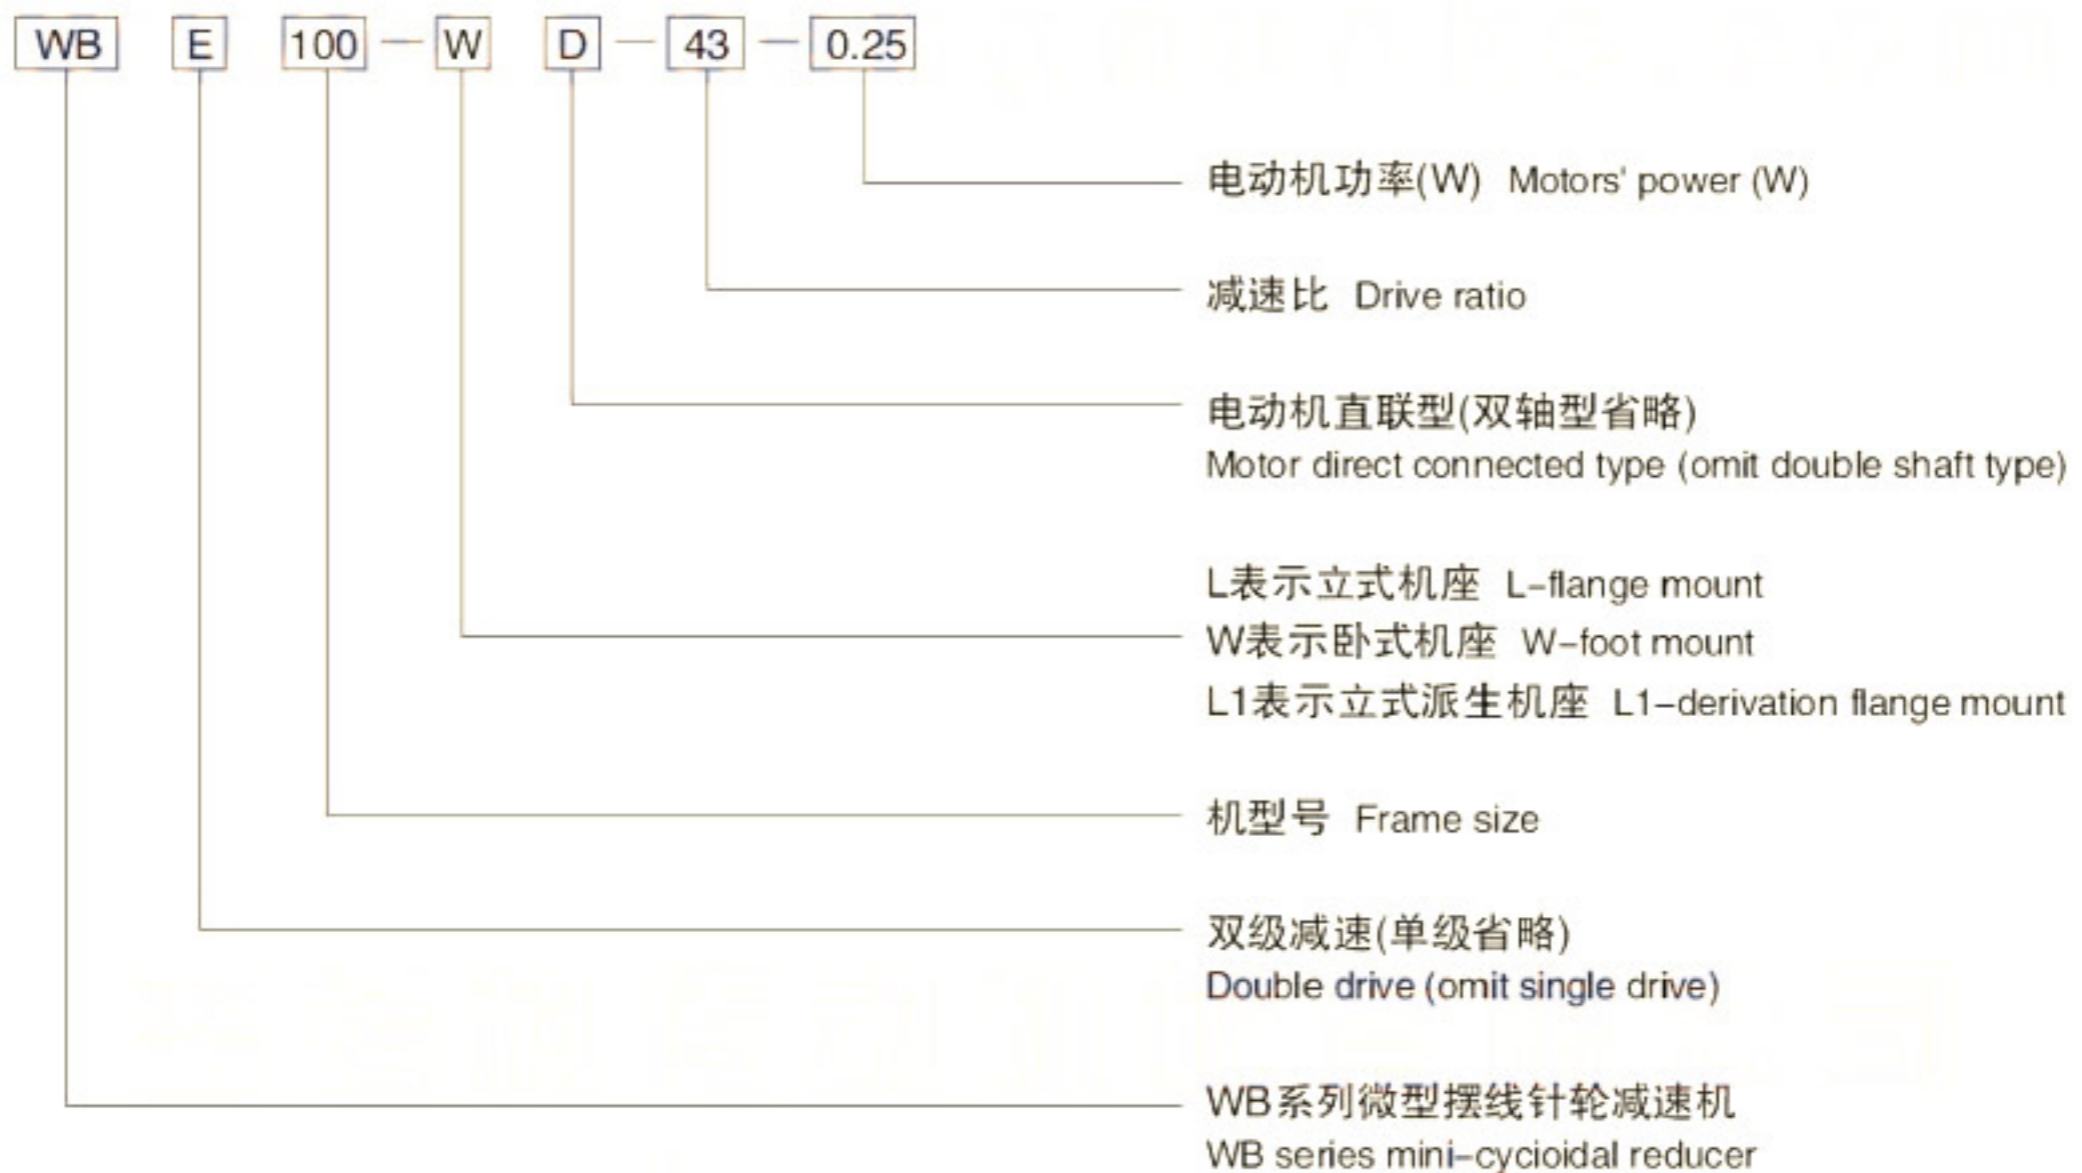 WB E 100 — W D — 43 — 0.25
电动机功率(W) Motors' power (W)
减速比 Drive ratio
电动机直联型(双轴型省略)
Motor direct connected type (omit double shaft type)
L表示立式机座 L-flange mount
W表示卧式机座 W-foot mount
L1表示立式派生机座 L1-derivation flange mount
机型号 Frame size
双级减速(单级省略)
Double drive (omit single drive)
WB系列微型摆线针轮减速机
WB series mini-cycioidal reducer